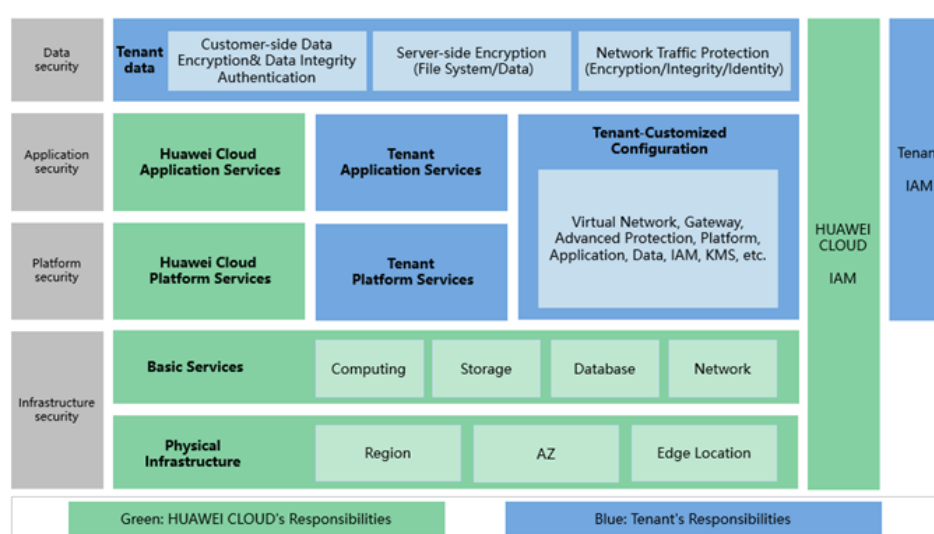 Data
security
Tenant
data
Customer-side Data
Encryption& Data Integrity
Authentication
Server-side Encryption
(File System/Data)
Network Traffic Protection
(Encryption/Integrity/Identity)
Application
security
Huawei Cloud
Application Services
Tenant
Application Services
Tenant-Customized
Configuration
Virtual Network, Gateway,
Advanced Protection, Platform,
Application, Data, IAM, KMS, etc.
Platform
security
Huawei Cloud
Platform Services
Tenant
Platform Services
HUAWEI
CLOUD
IAM
Tenant
IAM
Infrastructure
security
Basic Services
Computing
Storage
Database
Network
Physical
Infrastructure
Region
AZ
Edge Location
Green: HUAWEI CLOUD's Responsibilities
Blue: Tenant's Responsibilities